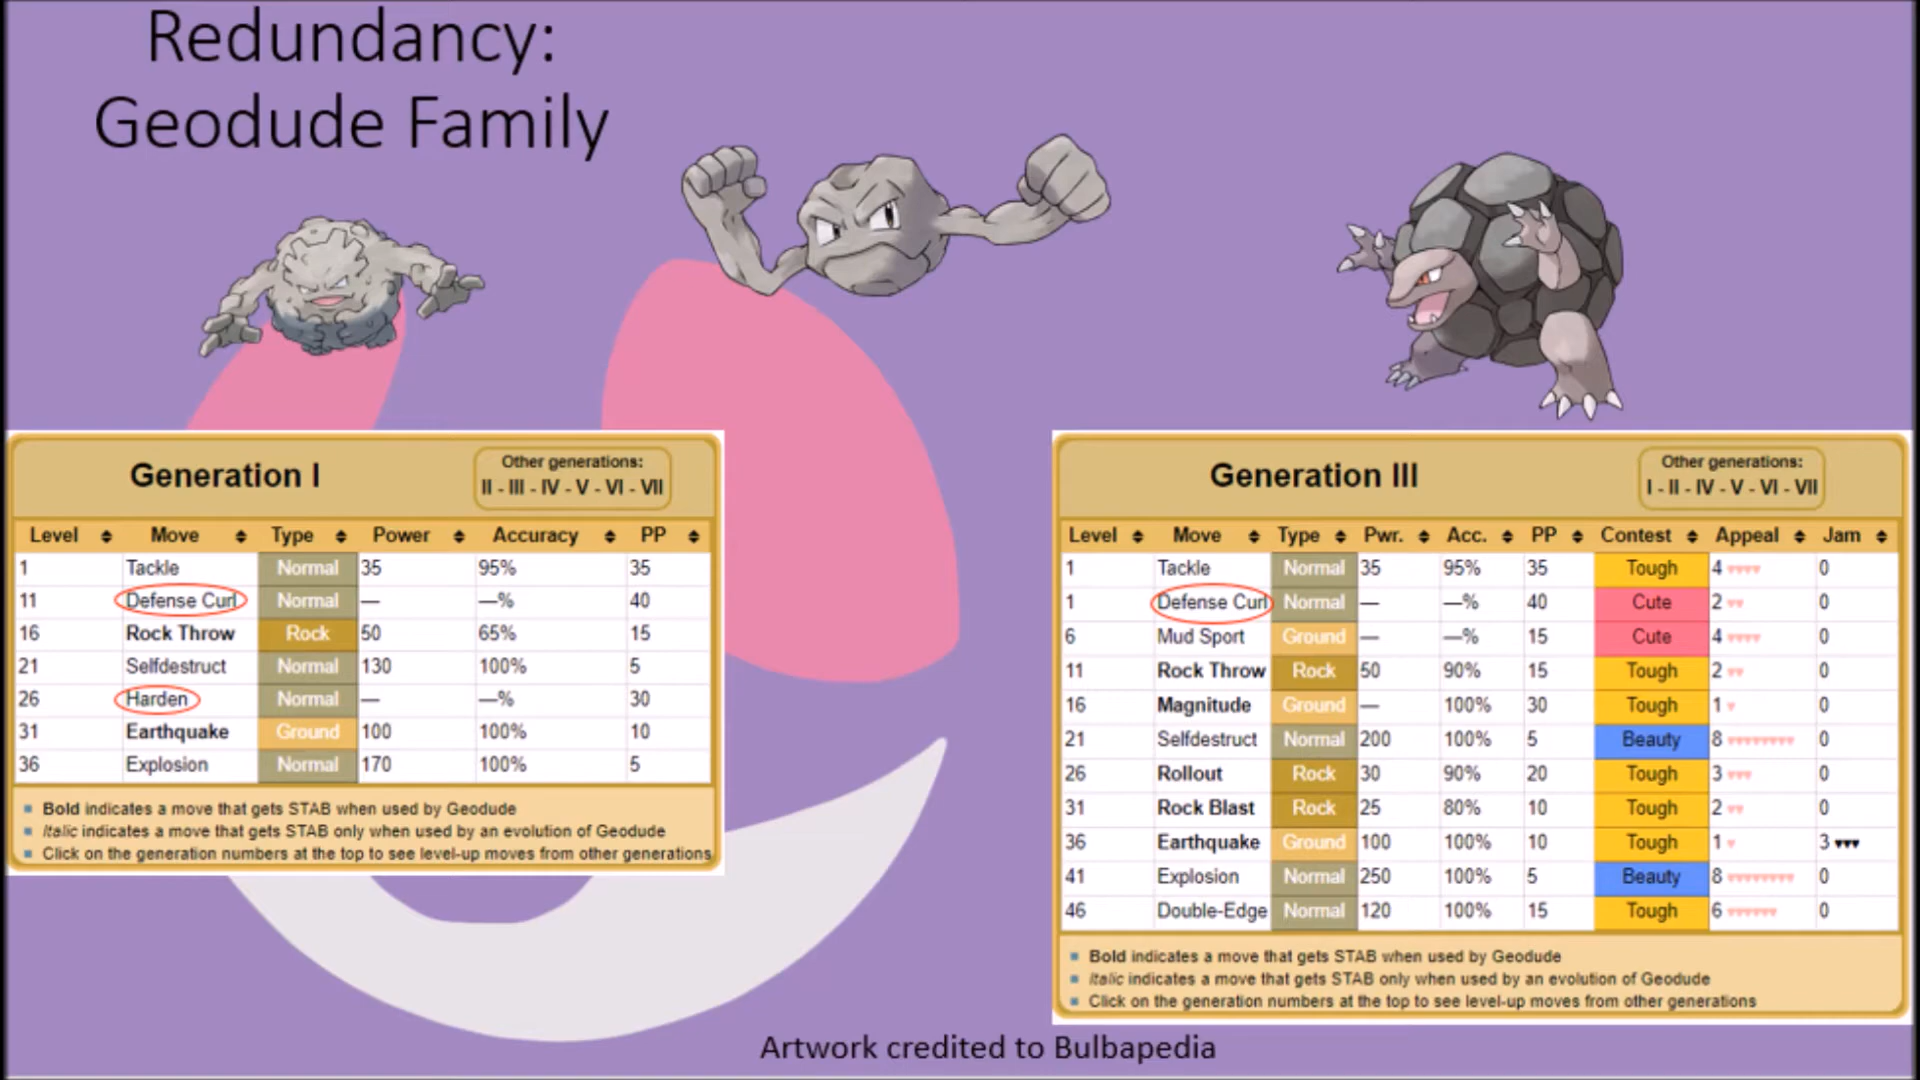 Redundancy:
Geodude Family
Generation I
Other generations:
II - III - IV - V - VI - VII
Level Move Type Power Accuracy PP
1 Tackle Normal 35 95% 35
11 Defense Curl Normal — —% 40
16 Rock Throw Rock 50 65% 15
21 Selfdestruct Normal 130 100% 5
26 Harden Normal — —% 30
31 Earthquake Ground 100 100% 10
36 Explosion Normal 170 100% 5
Bold indicates a move that gets STAB when used by Geodude
Italic indicates a move that gets STAB only when used by an evolution of Geodude
Click on the generation numbers at the top to see level-up moves from other generations
Generation III
Other generations:
I - II - IV - V - VI - VII
Level Move Type Pwr. Acc. PP Contest Appeal Jam
1 Tackle Normal 35 95% 35 Tough 4 0
1 Defense Curl Normal — —% 40 Cute 2 0
6 Mud Sport Ground — —% 15 Cute 4 0
11 Rock Throw Rock 50 90% 15 Tough 2 0
16 Magnitude Ground — 100% 30 Tough 1 0
21 Selfdestruct Normal 200 100% 5 Beauty 8 0
26 Rollout Rock 30 90% 20 Tough 3 0
31 Rock Blast Rock 25 80% 10 Tough 2 0
36 Earthquake Ground 100 100% 10 Tough 1 3
41 Explosion Normal 250 100% 5 Beauty 8 0
46 Double-Edge Normal 120 100% 15 Tough 6 0
Bold indicates a move that gets STAB when used by Geodude
Italic indicates a move that gets STAB only when used by an evolution of Geodude
Click on the generation numbers at the top to see level-up moves from other generations
Artwork credited to Bulbapedia